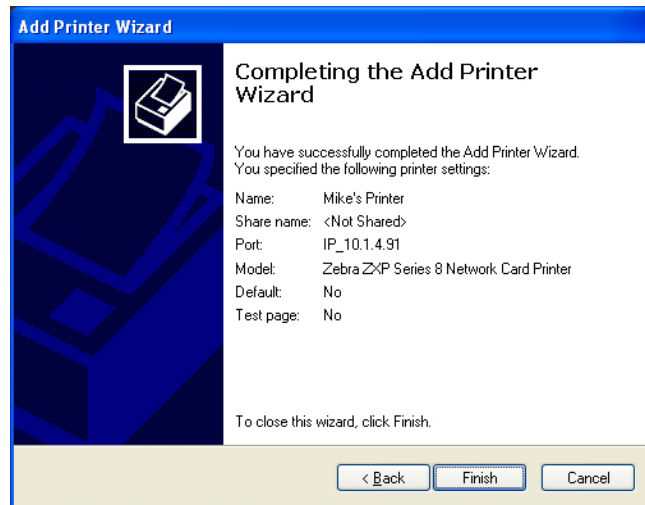 Add Printer Wizard
Completing the Add Printer
Wizard
You have successfully completed the Add Printer Wizard.
You specified the following printer settings:
Name: Mike's Printer
Share name: <Not Shared>
Port: IP_10.1.4.91
Model: Zebra ZXP Series 8 Network Card Printer
Default: No
Test page: No
To close this wizard, click Finish.
< Back Finish Cancel